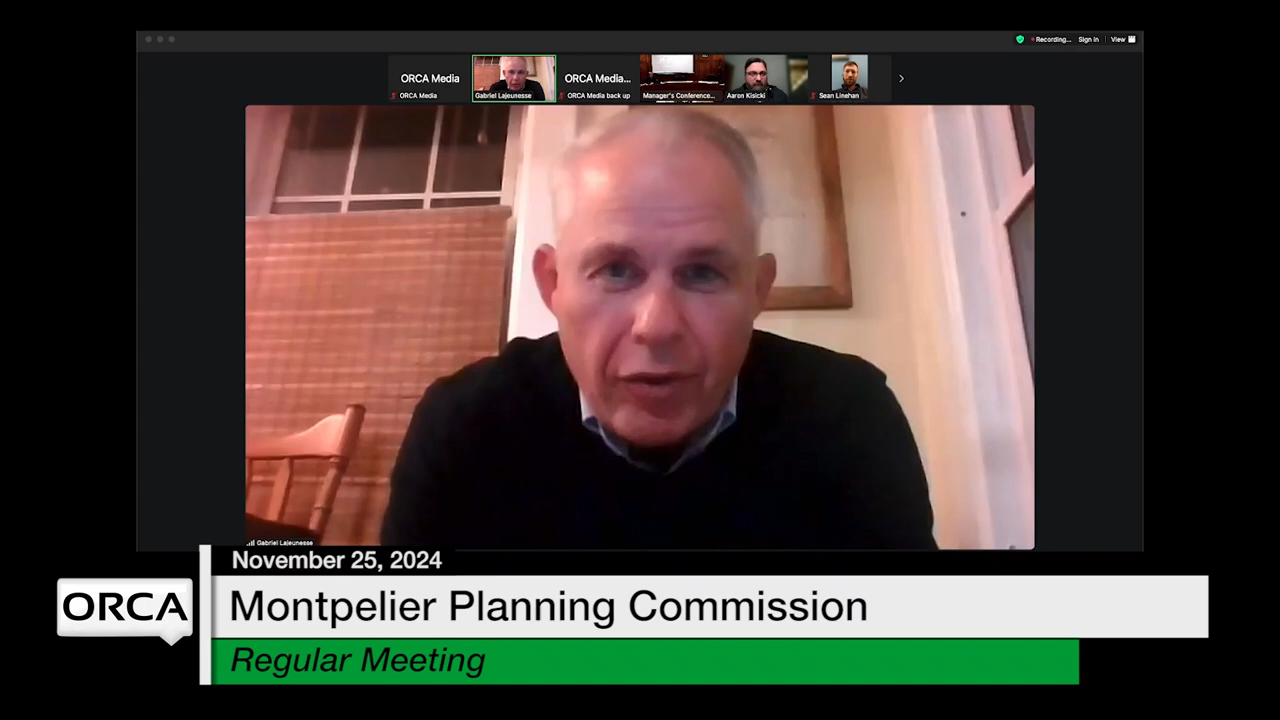 Recording... Sign in View
ORCA Media ORCA Media...
ORCA Media Gabriel Lajeunesse ORCA Media back up Manager's Conference... Aaron Kisicki Sean Linehan
Gabriel Lajeunesse
November 25, 2024
ORCA
Montpelier Planning Commission
Regular Meeting